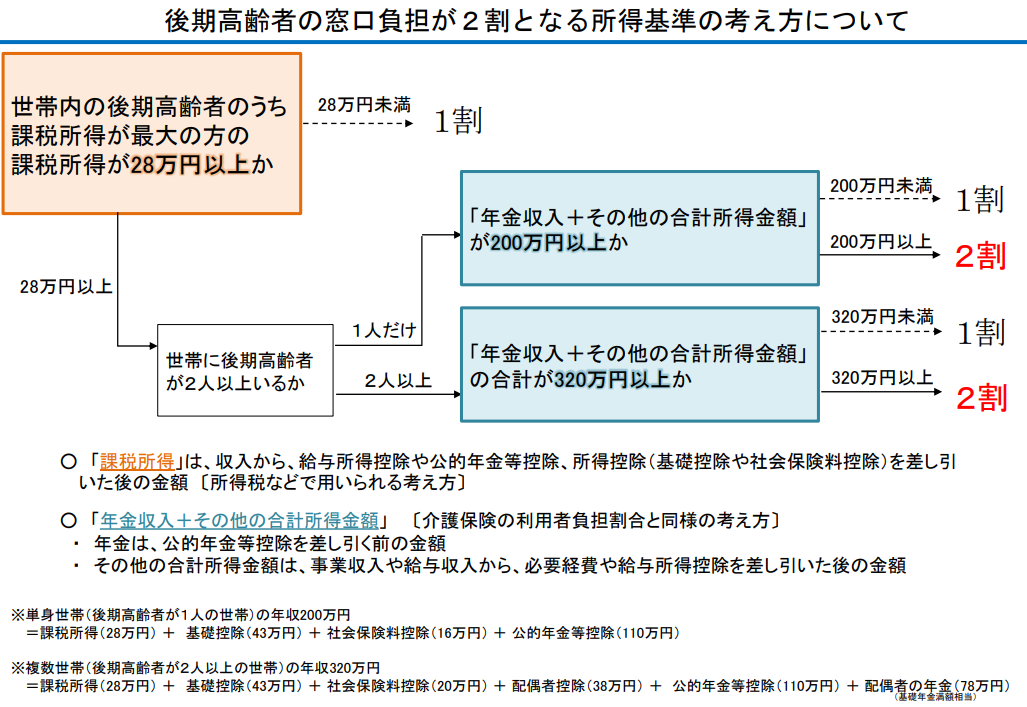 後期高齢者の窓口負担が２割となる所得基準の考え方について
世帯内の後期高齢者のうち
課税所得が最大の方の
課税所得が28万円以上か
28万円未満
1割
28万円以上
世帯に後期高齢者
が２人以上いるか
１人だけ
２人以上
「年金収入＋その他の合計所得金額」
が200万円以上か
200万円未満
1割
200万円以上
２割
「年金収入＋その他の合計所得金額」
の合計が320万円以上か
320万円未満
1割
320万円以上
２割
○ 「課税所得」は、収入から、給与所得控除や公的年金等控除、所得控除（基礎控除や社会保険料控除）を差し引
いた後の金額 〔所得税などで用いられる考え方〕
○ 「年金収入＋その他の合計所得金額」 〔介護保険の利用者負担割合と同様の考え方〕
・ 年金は、公的年金等控除を差し引く前の金額
・ その他の合計所得金額は、事業収入や給与収入から、必要経費や給与所得控除を差し引いた後の金額
※単身世帯（後期高齢者が１人の世帯）の年収200万円
＝課税所得（28万円）＋ 基礎控除（43万円）＋社会保険料控除（16万円）＋公的年金等控除（110万円）
※複数世帯（後期高齢者が２人以上の世帯）の年収320万円
＝課税所得（28万円）＋ 基礎控除（43万円）＋社会保険料控除（20万円）＋配偶者控除（38万円）＋ 公的年金等控除（110万円）＋配偶者の年金（78万円）
（基礎年金満額相当）